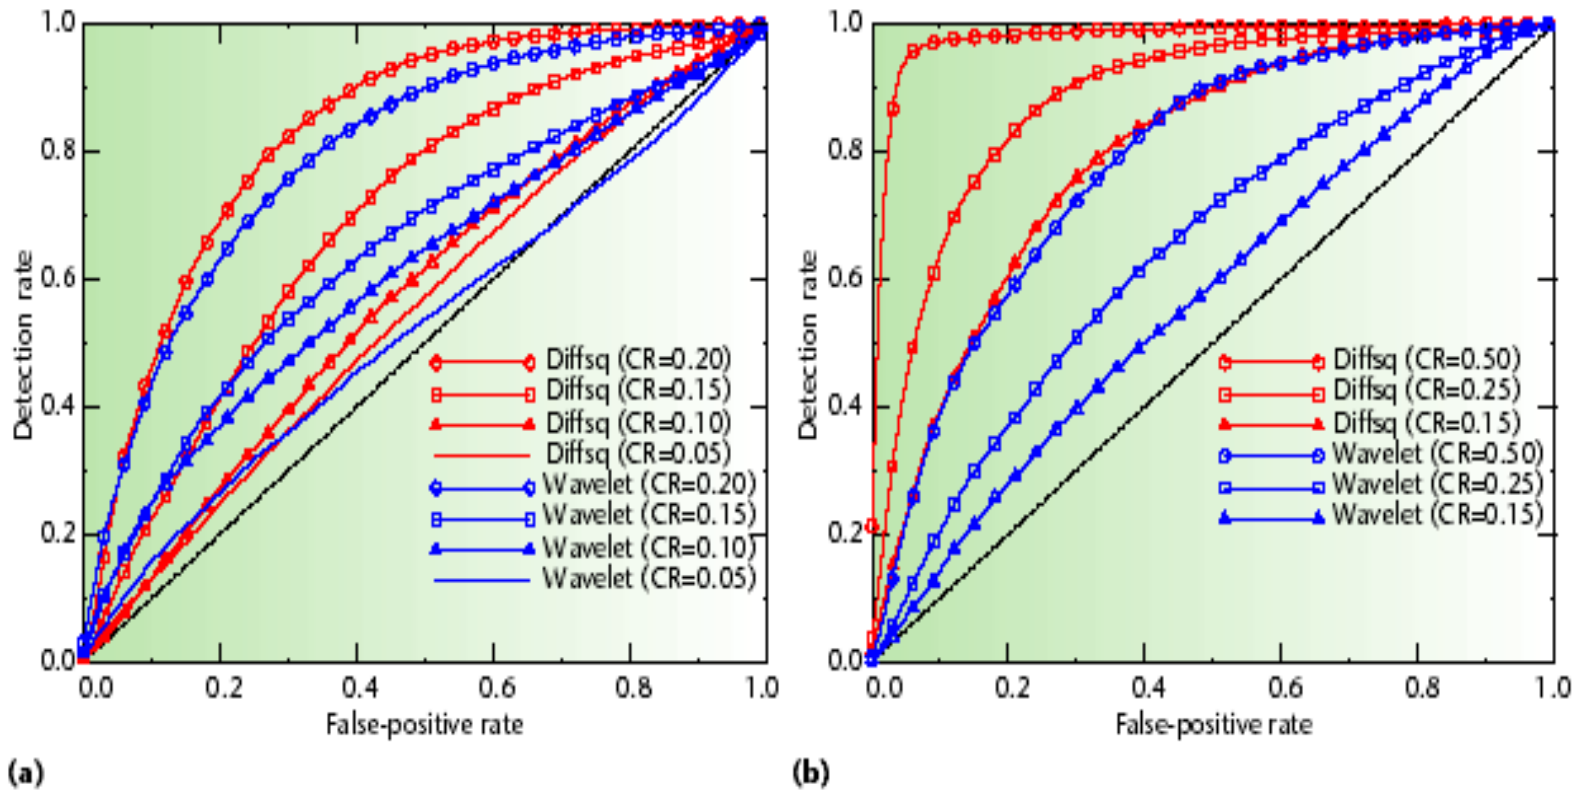 1.0
0.8
0.6
0.4
0.2
0.0
Detection rate
Diffsq (CR=0.20)
Diffsq (CR=0.15)
Diffsq (CR=0.10)
Diffsq (CR=0.05)
Wavelet (CR=0.20)
Wavelet (CR=0.15)
Wavelet (CR=0.10)
Wavelet (CR=0.05)
0.0 0.2 0.4 0.6 0.8 1.0
False-positive rate
(a)
1.0
0.8
0.6
0.4
0.2
0.0
Detection rate
Diffsq (CR=0.50)
Diffsq (CR=0.25)
Diffsq (CR=0.15)
Wavelet (CR=0.50)
Wavelet (CR=0.25)
Wavelet (CR=0.15)
0.0 0.2 0.4 0.6 0.8 1.0
False-positive rate
(b)